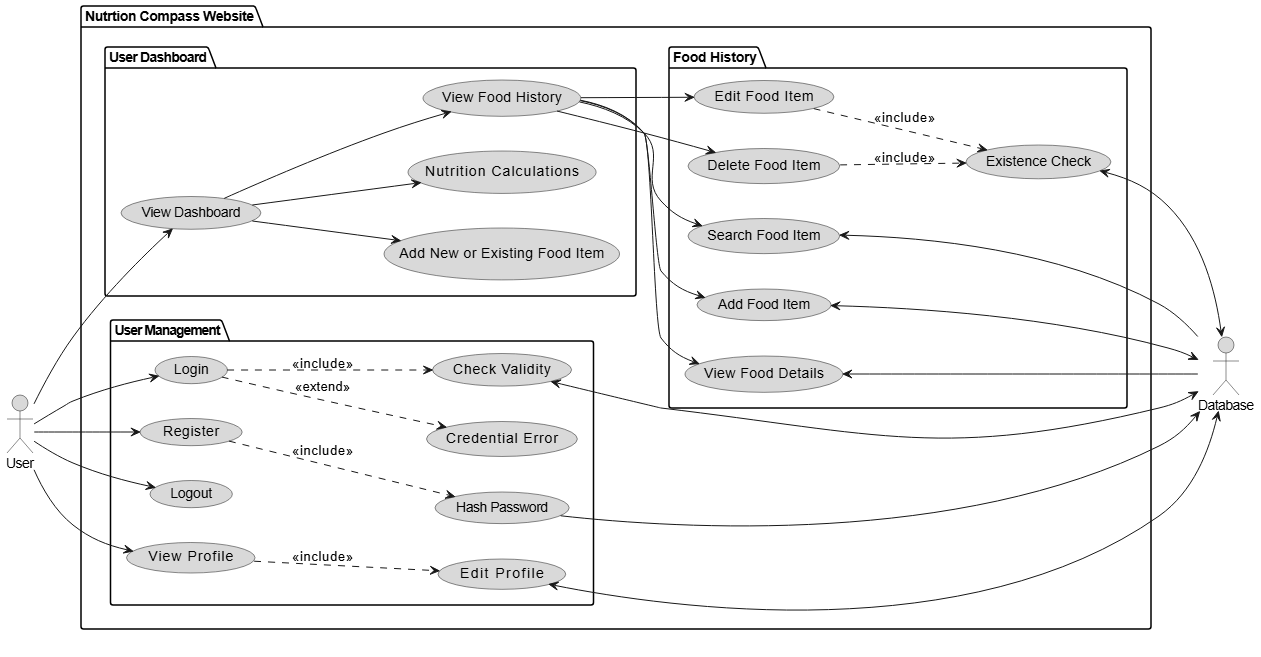 Nutrtion Compass Website
User Dashboard
View Food History
Nutrition Calculations
View Dashboard
Add New or Existing Food Item
Food History
Edit Food Item
«include»
Delete Food Item
«include»
Existence Check
Search Food Item
Add Food Item
View Food Details
User Management
Login
«include»
Check Validity
«extend»
Register
Credential Error
«include»
Logout
Hash Password
View Profile
«include»
Edit Profile
User
Database